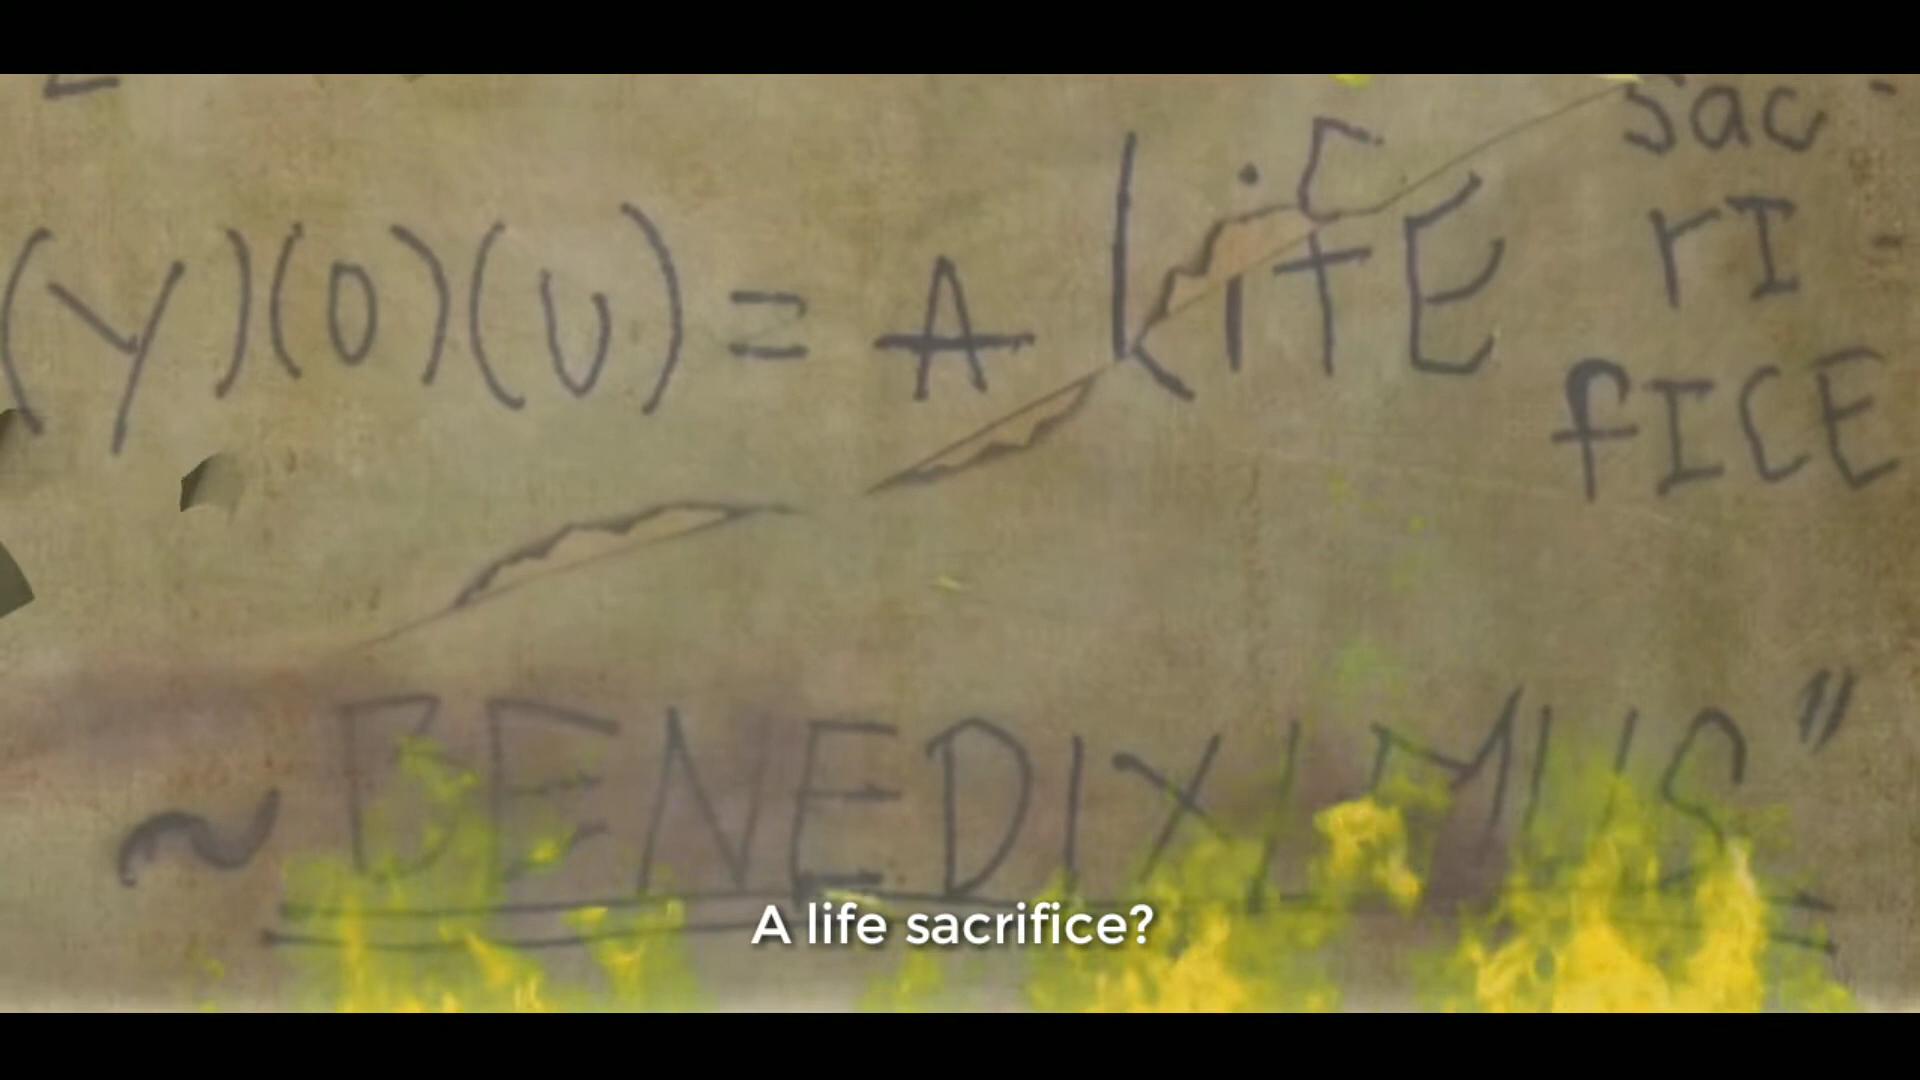 (Y)(O)(U) = A LifE sac-
rI-
fICE
~ BENEDIXIMUS"
A life sacrifice?